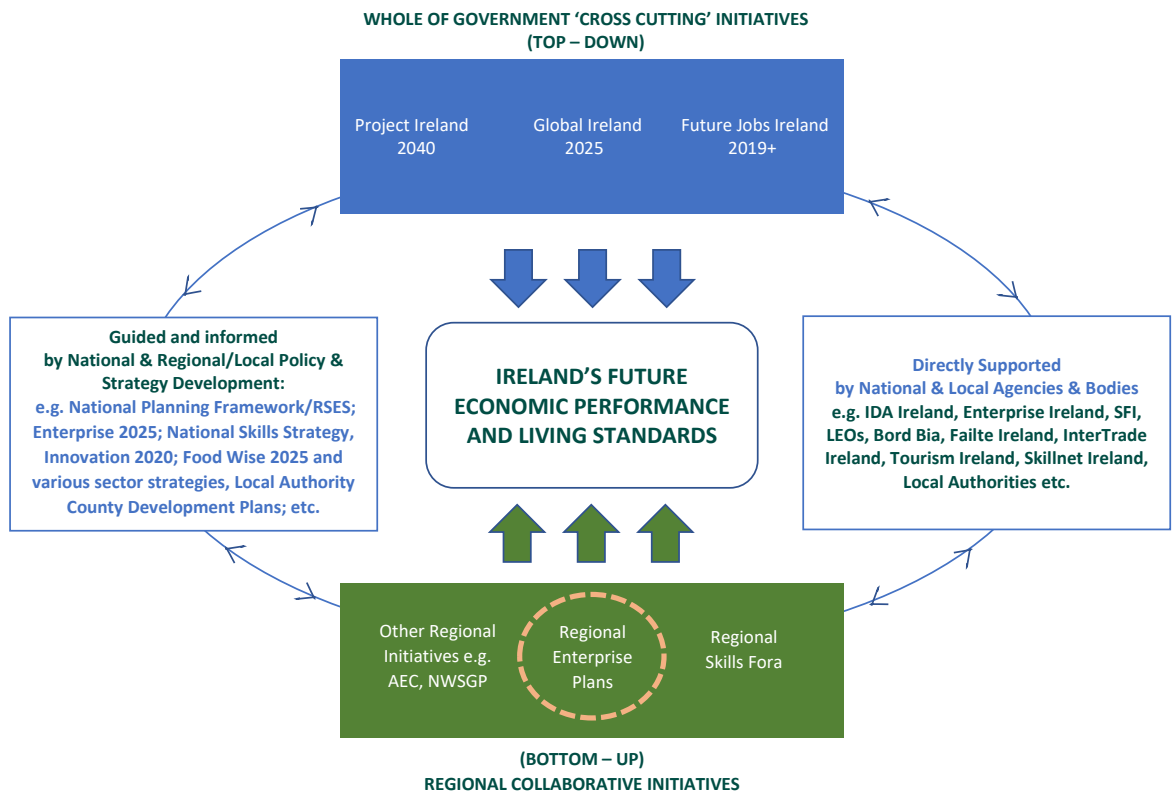 WHOLE OF GOVERNMENT ‘CROSS CUTTING’ INITIATIVES
(TOP – DOWN)
Project Ireland
2040
Global Ireland
2025
Future Jobs Ireland
2019+
Guided and informed
by National & Regional/Local Policy &
Strategy Development:
e.g. National Planning Framework/RSES;
Enterprise 2025; National Skills Strategy,
Innovation 2020; Food Wise 2025 and
various sector strategies, Local Authority
County Development Plans; etc.
IRELAND’S FUTURE
ECONOMIC PERFORMANCE
AND LIVING STANDARDS
Directly Supported
by National & Local Agencies & Bodies
e.g. IDA Ireland, Enterprise Ireland, SFI,
LEOs, Bord Bia, Failte Ireland, InterTrade
Ireland, Tourism Ireland, Skillnet Ireland,
Local Authorities etc.
Other Regional
Initiatives e.g.
AEC, NWSGP
Regional
Enterprise
Plans
Regional
Skills Fora
(BOTTOM – UP)
REGIONAL COLLABORATIVE INITIATIVES